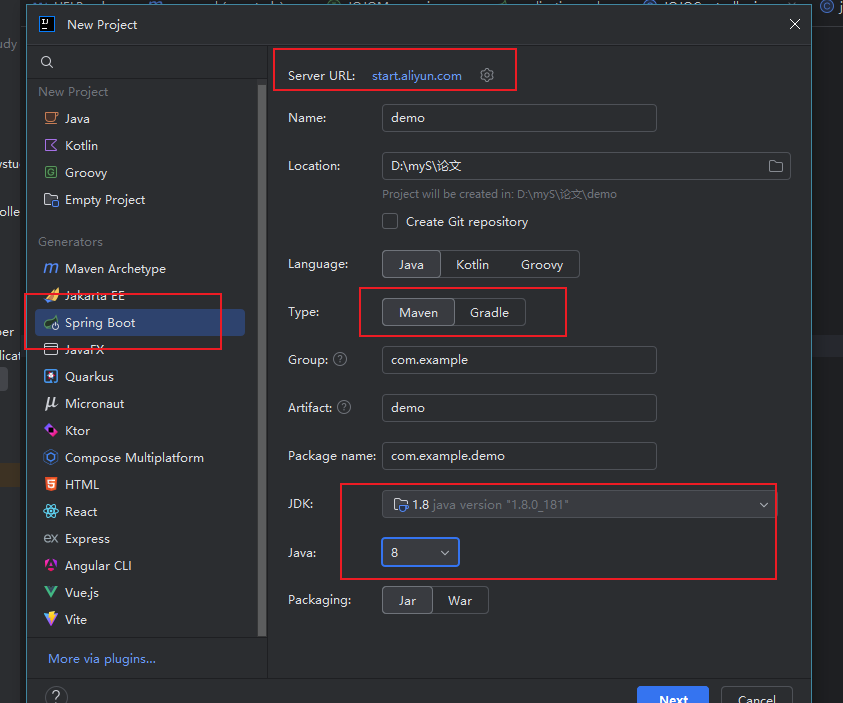 New Project
New Project
Java
Kotlin
Groovy
Empty Project
Generators
Maven Archetype
Jakarta EE
Spring Boot
JavaFX
Quarkus
Micronaut
Ktor
Compose Multiplatform
HTML
React
ex Express
Angular CLI
Vue.js
Vite
More via plugins...
?
Server URL: start.aliyun.com
Name: demo
Location: D:\myS\论文
Project will be created in: D:\myS\论文\demo
Create Git repository
Language: Java Kotlin Groovy
Type: Maven Gradle
Group: ? com.example
Artifact: ? demo
Package name: com.example.demo
JDK: 1.8 java version "1.8.0_181"
Java: 8
Packaging: Jar War
Next Cancel